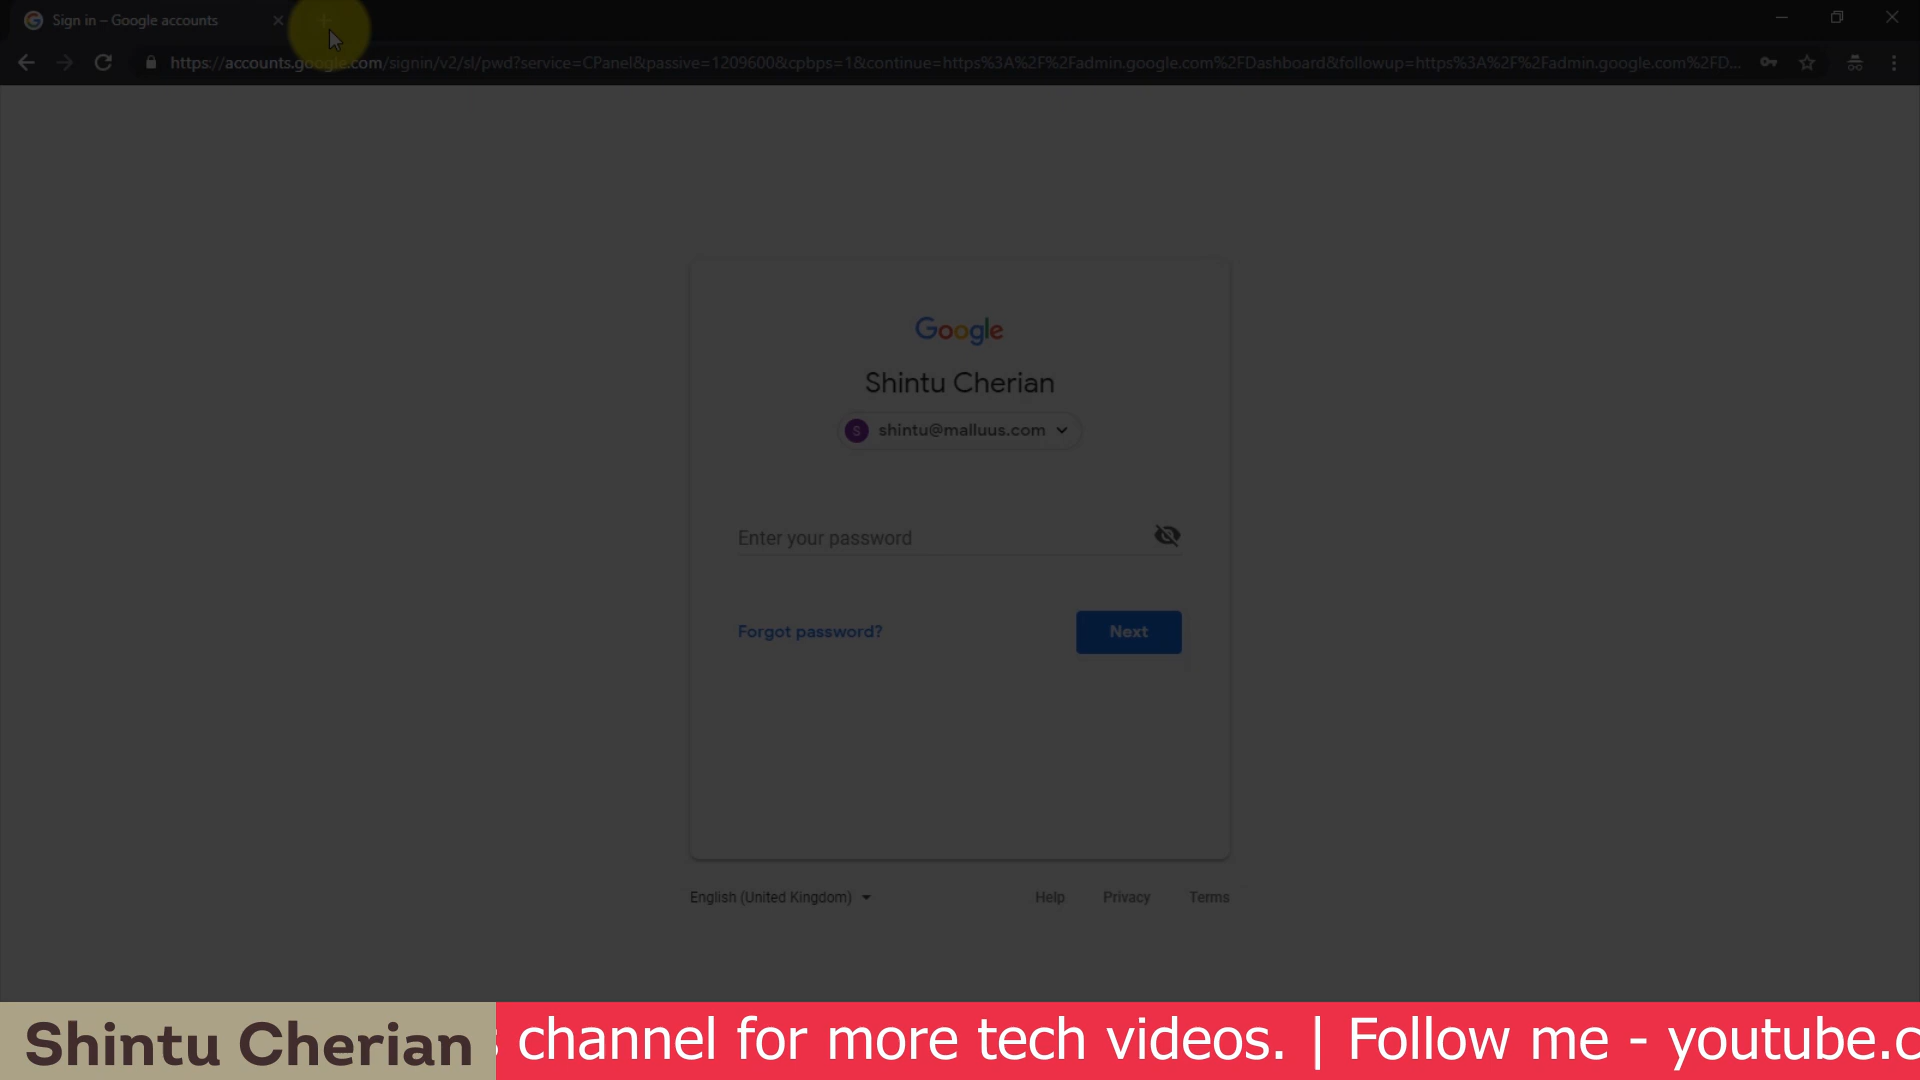 Sign in – Google accounts
https://accounts.google.com/signin/v2/sl/pwd?service=CPanel&passive=1209600&cpbps=1&continue=https%3A%2F%2Fadmin.google.com%2FDashboard&followup=https%3A%2F%2Fadmin.google.com%2FD...
Google
Shintu Cherian
S shintu@malluus.com
Enter your password
Forgot password? Next
English (United Kingdom) Help Privacy Terms
Shintu Cherian channel for more tech videos. | Follow me - youtube.c